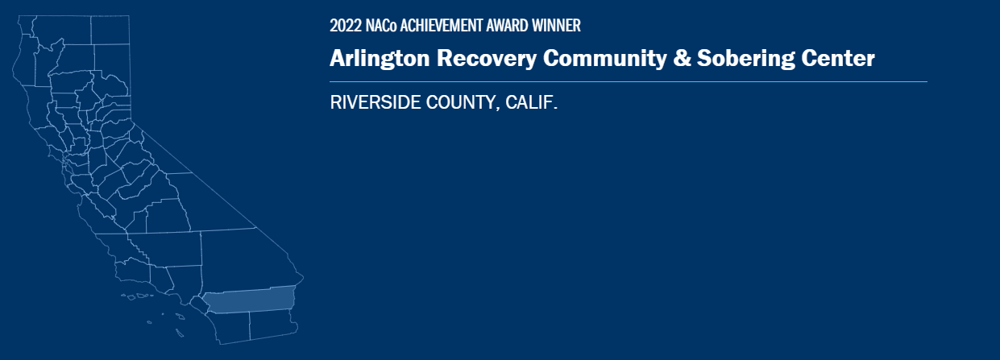 2022 NACo ACHIEVEMENT AWARD WINNER
Arlington Recovery Community & Sobering Center
RIVERSIDE COUNTY, CALIF.